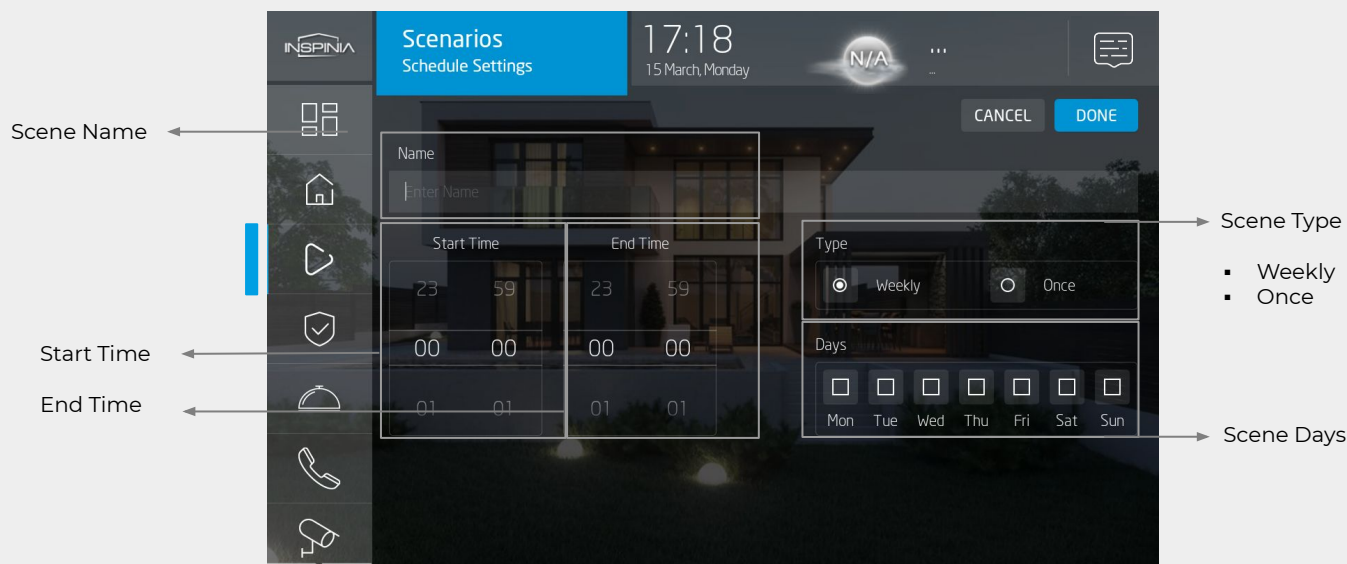 INSPINIA
Scenarios
Schedule Settings
17:18
15 March, Monday
N/A
...
...
CANCEL
DONE
Scene Name
Name
Enter Name
Start Time
End Time
23 59 23 59
00 00 00 00
01 01 01 01
Type
Weekly
Once
Days
Mon Tue Wed Thu Fri Sat Sun
Start Time
End Time
Scene Type
▪ Weekly
▪ Once
Scene Days